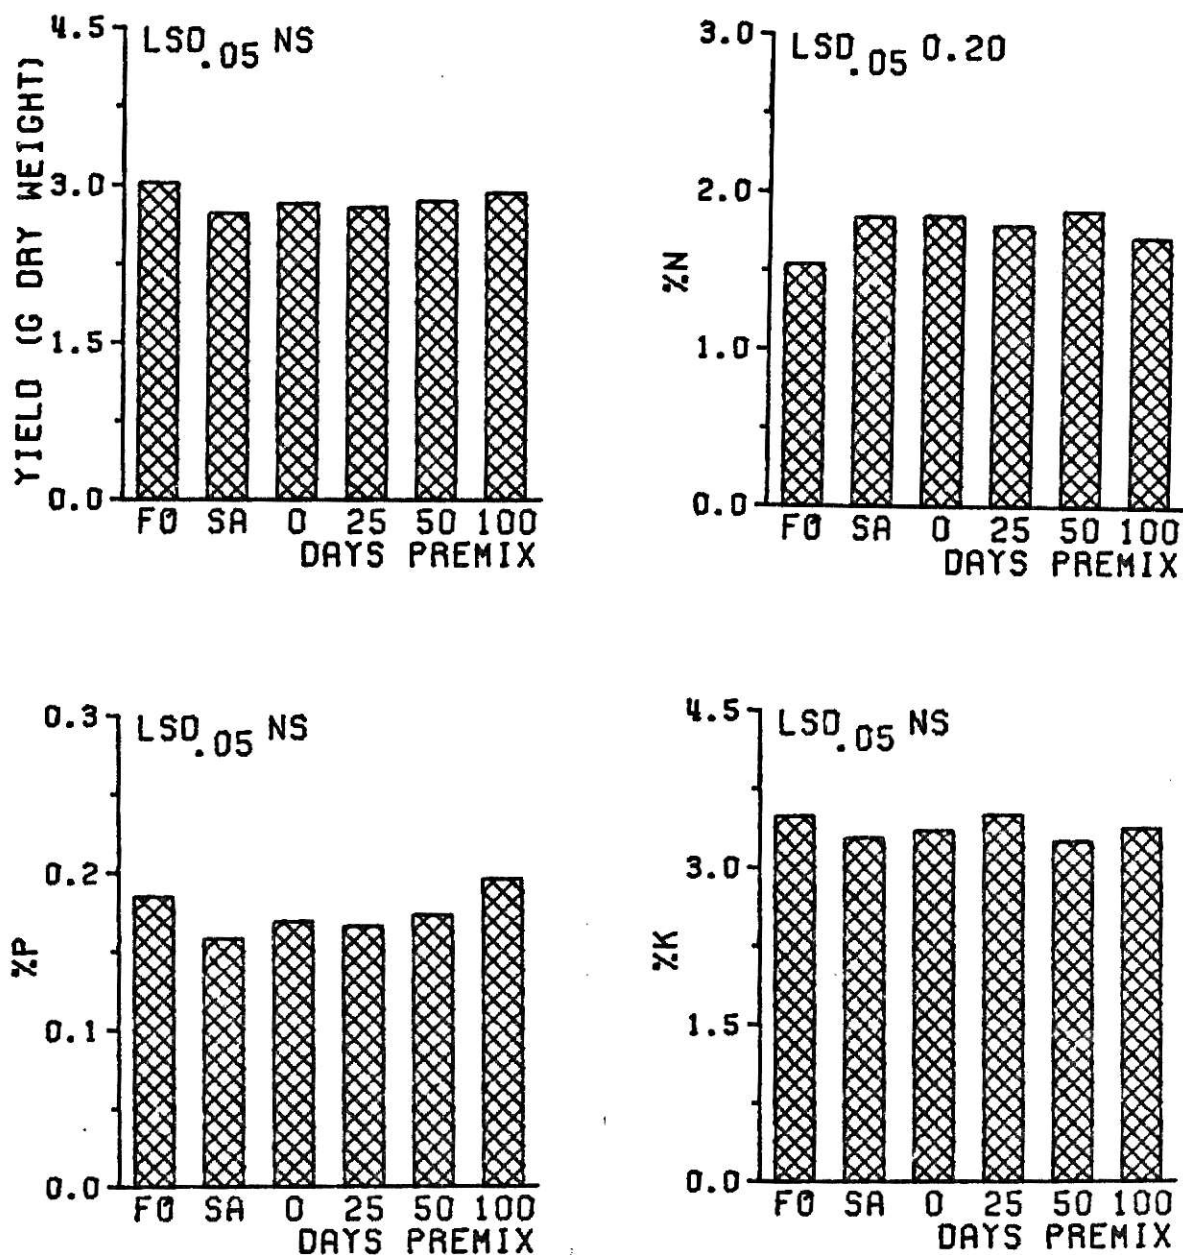 4.5
LSD.05 NS
3.0
1.5
0.0
YIELD (G DRY WEIGHT)
FØ SA 0 25 50 100
DAYS PREMIX
3.0
LSD.05 0.20
2.0
1.0
0.0
%N
FØ SA 0 25 50 100
DAYS PREMIX
0.3
LSD.05 NS
0.2
0.1
0.0
%P
FØ SA 0 25 50 100
DAYS PREMIX
4.5
LSD.05 NS
3.0
1.5
0.0
%K
FØ SA 0 25 50 100
DAYS PREMIX